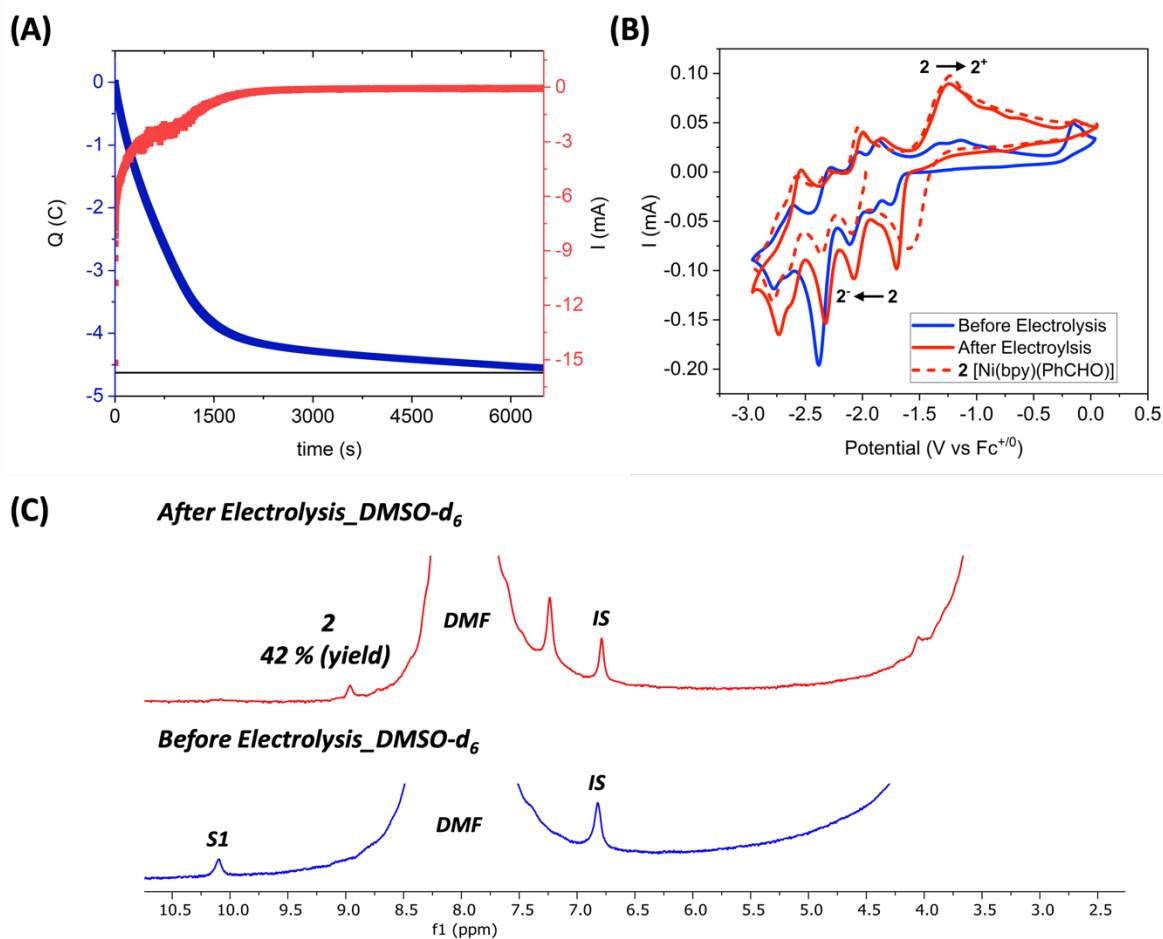 (A)
0
-1
-2
-3
-4
-5
Q (C)
0
-3
-6
-9
-12
-15
I (mA)
0 1500 3000 4500 6000
time (s)
(B)
0.10
0.05
0.00
-0.05
-0.10
-0.15
-0.20
I (mA)
2 → 2⁺
2⁻ ← 2
Before Electrolysis
After Electroylsis
2 [Ni(bpy)(PhCHO)]
-3.0 -2.5 -2.0 -1.5 -1.0 -0.5 0.0 0.5
Potential (V vs Fc⁺ᐟ⁰)
(C)
After Electrolysis_DMSO-d₆
2
42 % (yield)
DMF
IS
Before Electrolysis_DMSO-d₆
S1
DMF
IS
10.5 10.0 9.5 9.0 8.5 8.0 7.5 7.0 6.5 6.0 5.5 5.0 4.5 4.0 3.5 3.0 2.5
f1 (ppm)